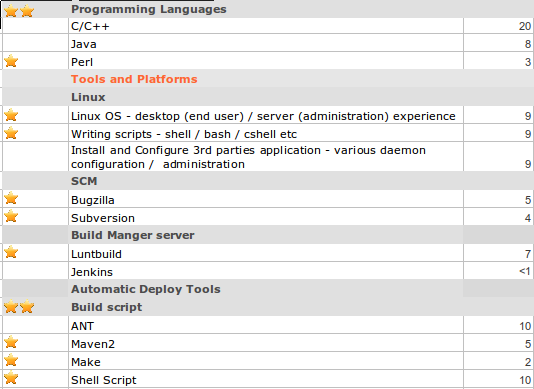 Programming Languages
C/C++ 20
Java 8
Perl 3
Tools and Platforms
Linux
Linux OS - desktop (end user) / server (administration) experience 9
Writing scripts - shell / bash / cshell etc 9
Install and Configure 3rd parties application - various daemon
configuration / administration 9
SCM
Bugzilla 5
Subversion 4
Build Manger server
Luntbuild 7
Jenkins <1
Automatic Deploy Tools
Build script
ANT 10
Maven2 5
Make 2
Shell Script 10